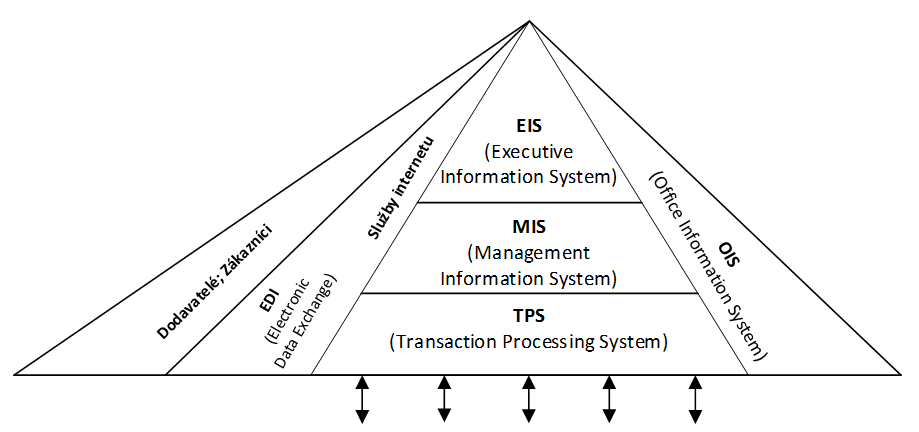 EIS
(Executive
Information System)
MIS
(Management
Information System)
TPS
(Transaction Processing System)
Dodavatelé; Zákazníci
EDI
(Electronic
Data Exchange)
Služby internetu
OIS
(Office Information System)